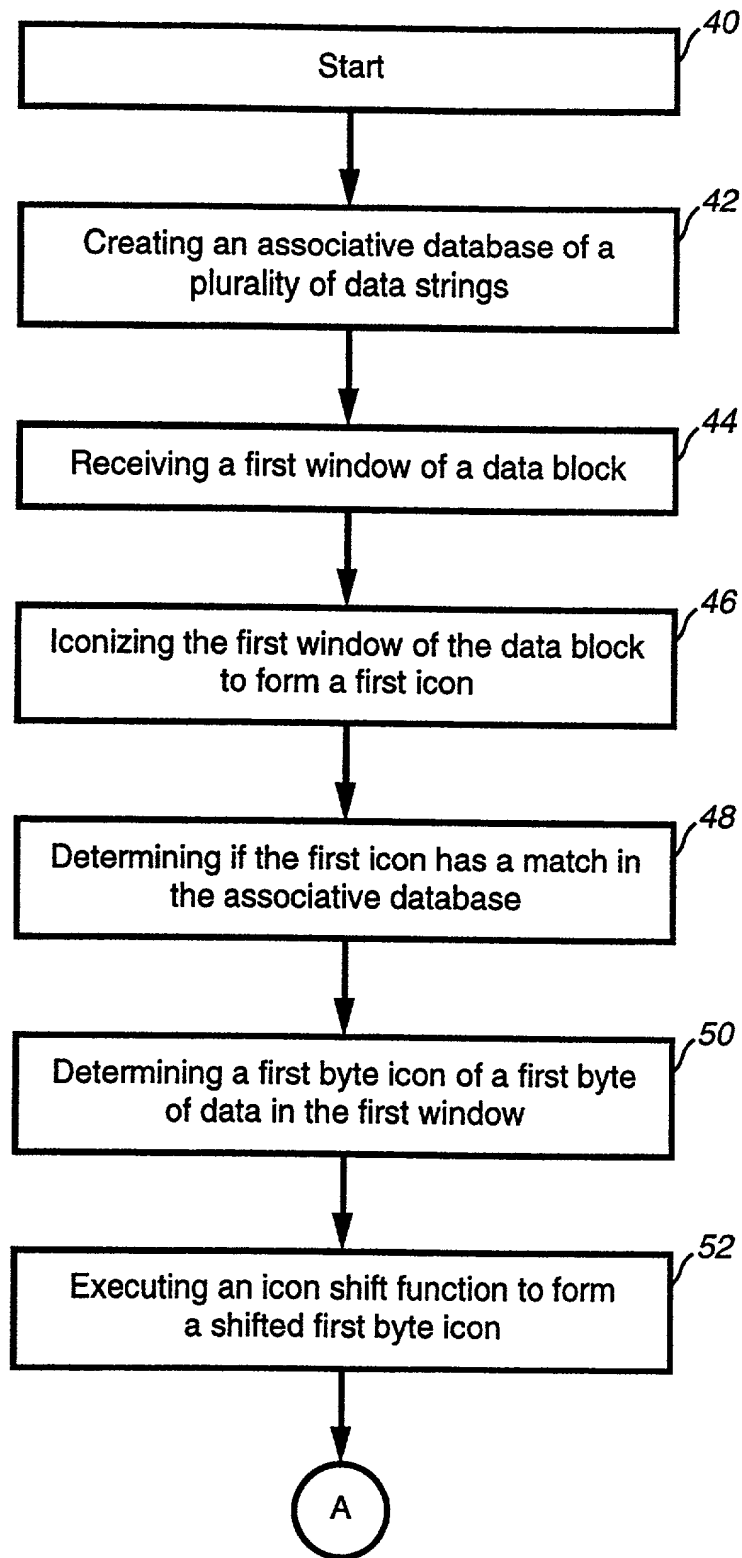 40
Start
42
Creating an associative database of a
plurality of data strings
44
Receiving a first window of a data block
46
Iconizing the first window of the data block
to form a first icon
48
Determining if the first icon has a match in
the associative database
50
Determining a first byte icon of a first byte
of data in the first window
52
Executing an icon shift function to form
a shifted first byte icon
A